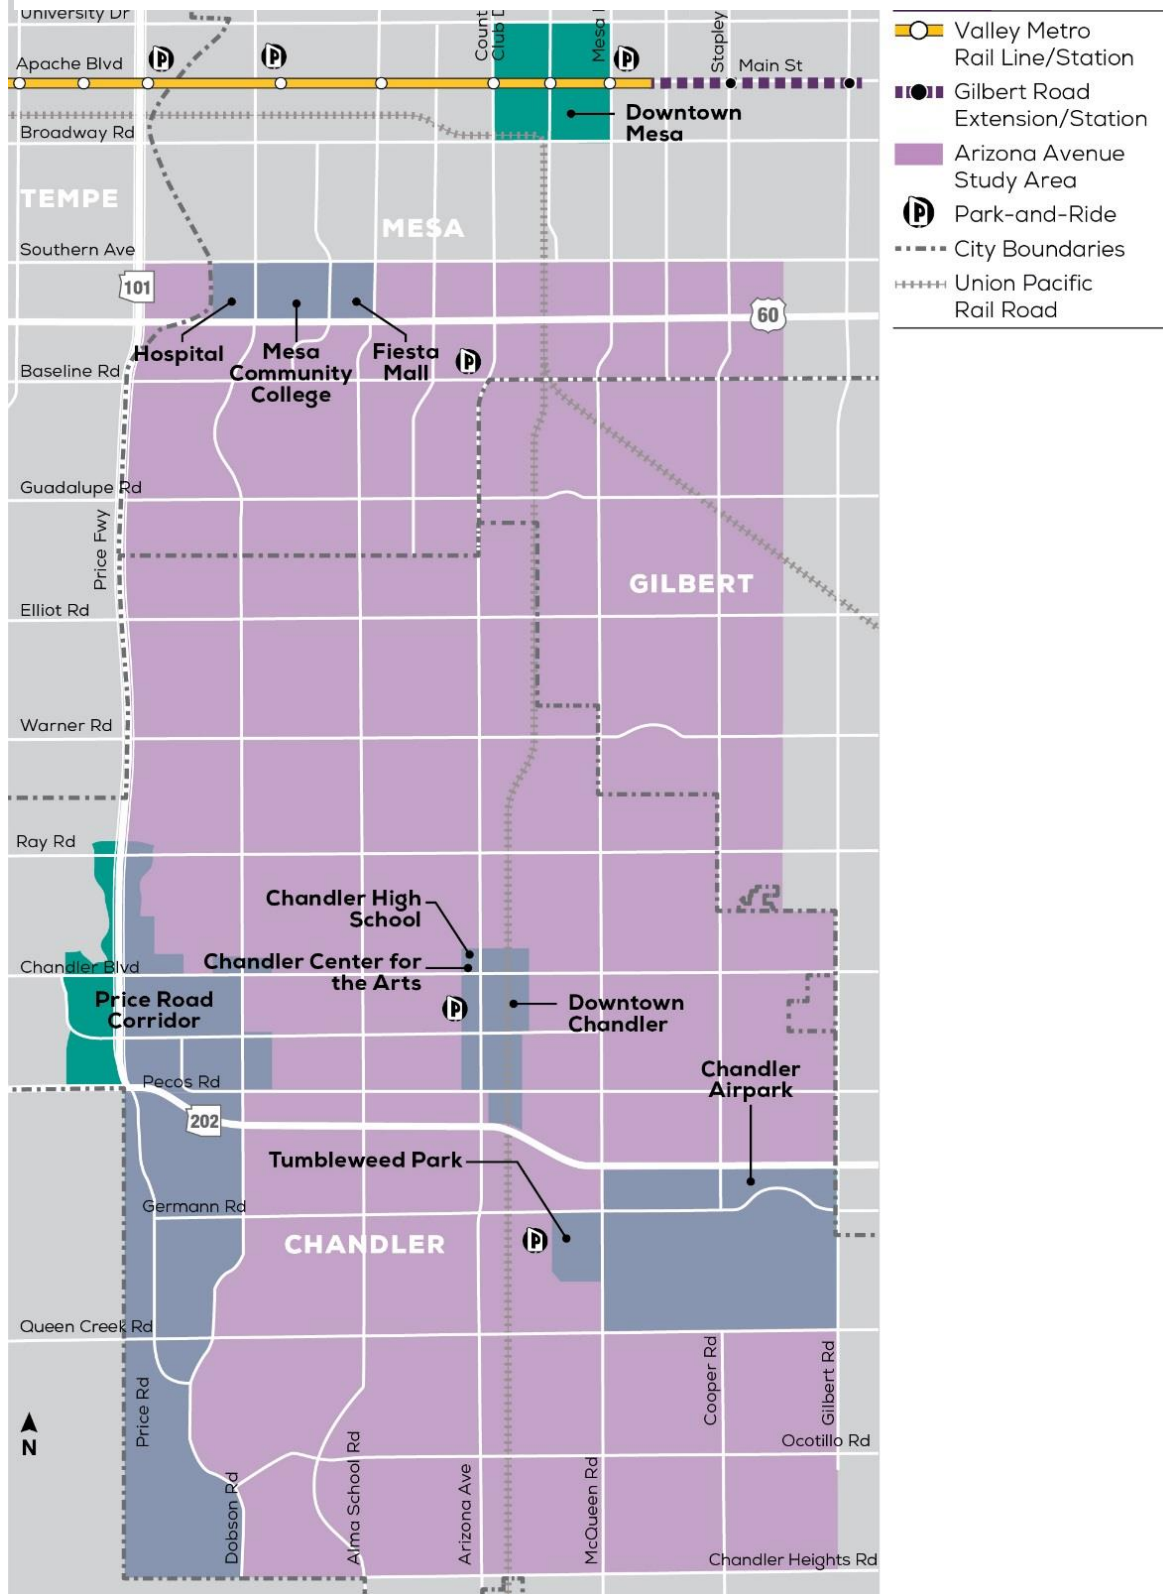 University Dr
Count
Club D
Mesa
Stapley
Apache Blvd
Main St
Broadway Rd
Downtown
Mesa
TEMPE
MESA
Southern Ave
101
60
Hospital
Mesa
Community
College
Fiesta
Mall
Baseline Rd
Guadalupe Rd
Price Fwy
GILBERT
Elliot Rd
Warner Rd
Ray Rd
Chandler High
School
Chandler Blvd
Chandler Center for
the Arts
Price Road
Corridor
Downtown
Chandler
Pecos Rd
Chandler
Airpark
202
Tumbleweed Park
Germann Rd
CHANDLER
Queen Creek Rd
Price Rd
Cooper Rd
Gilbert Rd
N
Ocotillo Rd
Dobson Rd
Alma School Rd
Arizona Ave
McQueen Rd
Chandler Heights Rd
Valley Metro
Rail Line/Station
Gilbert Road
Extension/Station
Arizona Avenue
Study Area
P Park-and-Ride
City Boundaries
Union Pacific
Rail Road